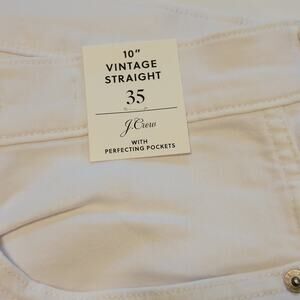 10"
VINTAGE
STRAIGHT
35
J.Crew
WITH
PERFECTING POCKETS